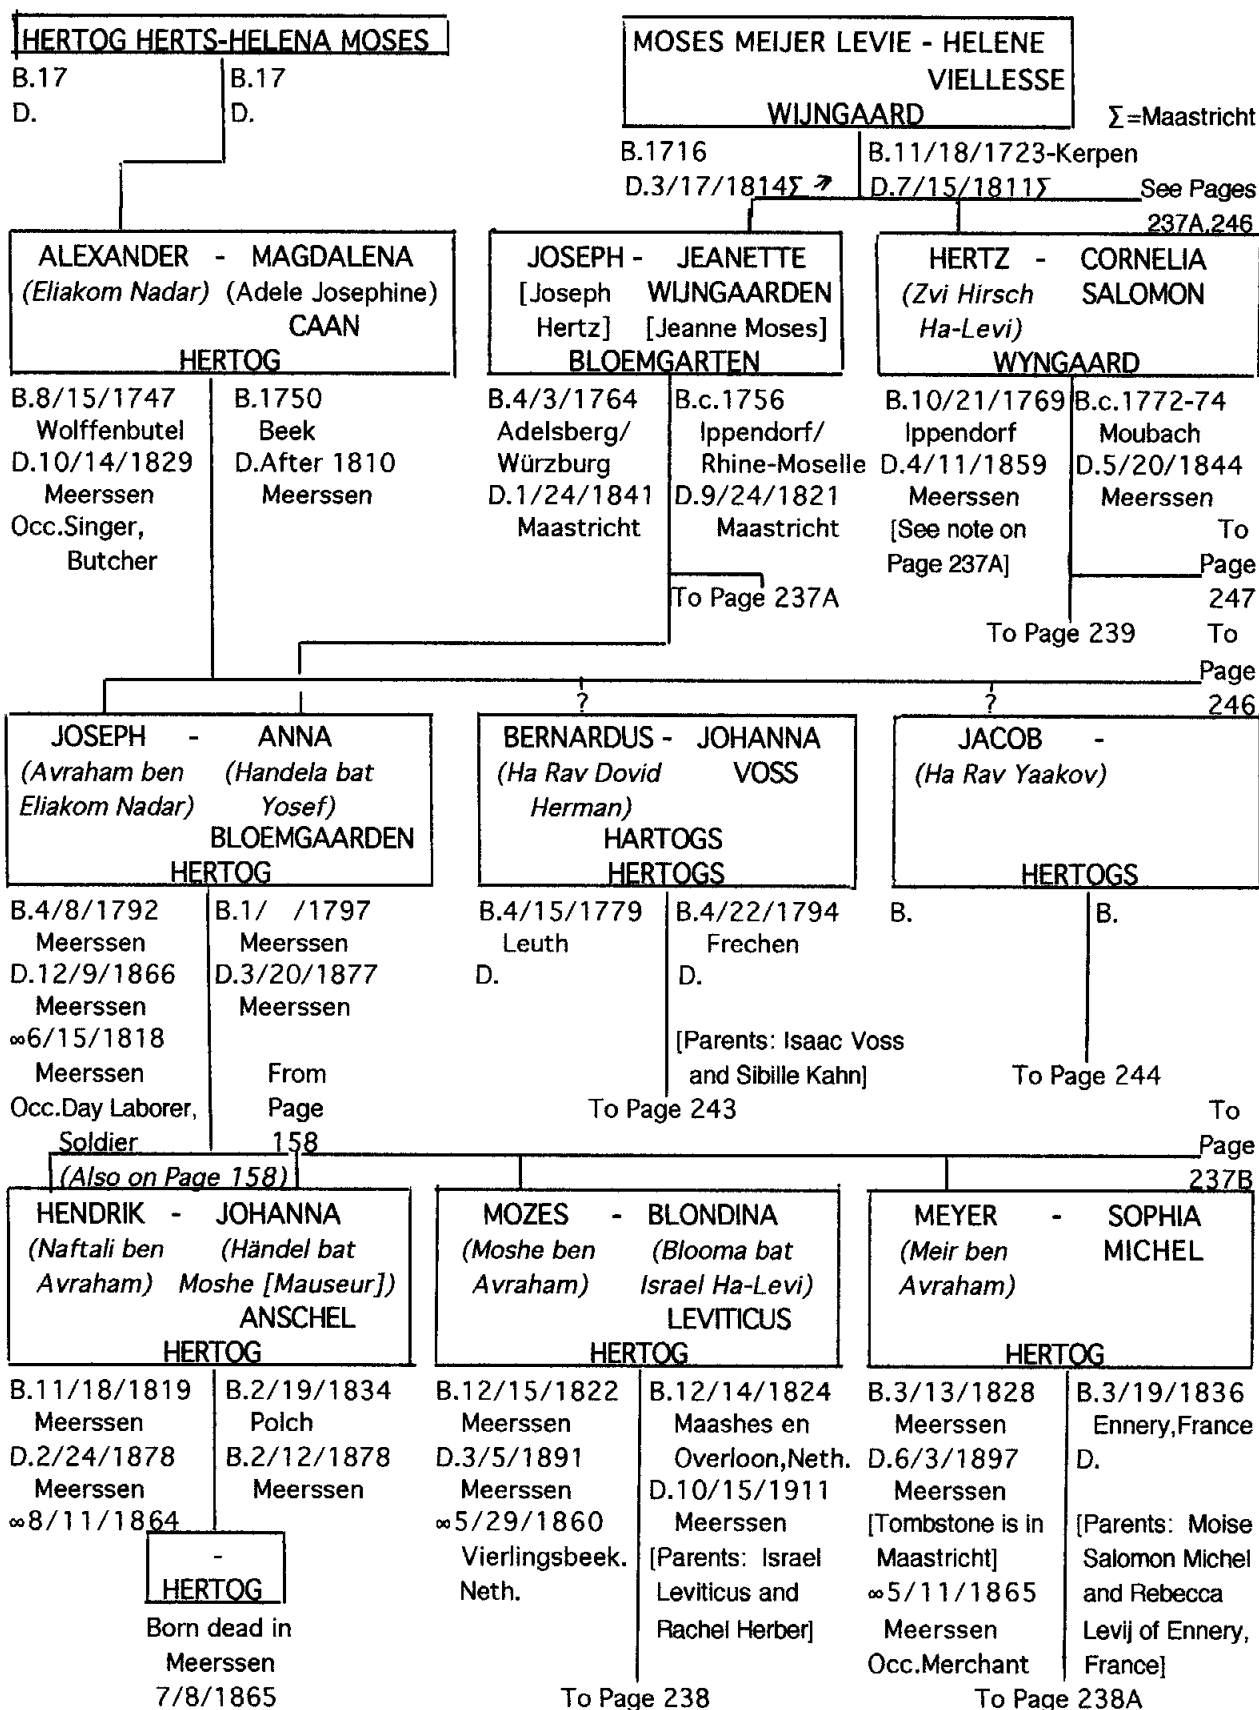 HERTOG HERTS-HELENA MOSES
B.17 B.17
D. D.
MOSES MEIJER LEVIE - HELENE
VIELLESSE
WIJNGAARD
Σ=Maastricht
B.1716 B.11/18/1723-Kerpen
D.3/17/1814Σ ↗ D.7/15/1811Σ
See Pages
237A,246
ALEXANDER - MAGDALENA
(Eliakom Nadar) (Adele Josephine)
CAAN
HERTOG
B.8/15/1747 B.1750
Wolffenbutel Beek
D.10/14/1829 D.After 1810
Meerssen Meerssen
Occ.Singer,
Butcher
JOSEPH - JEANETTE
[Joseph WIJNGAARDEN
Hertz] [Jeanne Moses]
BLOEMGARTEN
B.4/3/1764 B.c.1756
Adelsberg/ Ippendorf/
Würzburg Rhine-Moselle
D.1/24/1841 D.9/24/1821
Maastricht Maastricht
To Page 237A
HERTZ - CORNELIA
(Zvi Hirsch SALOMON
Ha-Levi)
WYNGAARD
B.10/21/1769 B.c.1772-74
Ippendorf Moubach
D.4/11/1859 D.5/20/1844
Meerssen Meerssen
[See note on
Page 237A]
To
Page
247
To Page 239
To
Page
246
?
?
JOSEPH - ANNA
(Avraham ben (Handela bat
Eliakom Nadar) Yosef)
BLOEMGAARDEN
HERTOG
B.4/8/1792 B.1/ /1797
Meerssen Meerssen
D.12/9/1866 D.3/20/1877
Meerssen Meerssen
∞6/15/1818
Meerssen From
Occ.Day Laborer, Page
Soldier 158
(Also on Page 158)
BERNARDUS - JOHANNA
(Ha Rav Dovid VOSS
Herman)
HARTOGS
HERTOGS
B.4/15/1779 B.4/22/1794
Leuth Frechen
D. D.
[Parents: Isaac Voss
and Sibille Kahn]
To Page 243
JACOB -
(Ha Rav Yaakov)
HERTOGS
B. B.
To Page 244
To
Page
237B
HENDRIK - JOHANNA
(Naftali ben (Händel bat
Avraham) Moshe [Mauseur])
ANSCHEL
HERTOG
B.11/18/1819 B.2/19/1834
Meerssen Polch
D.2/24/1878 B.2/12/1878
Meerssen Meerssen
∞8/11/1864
-
HERTOG
Born dead in
Meerssen
7/8/1865
MOZES - BLONDINA
(Moshe ben (Blooma bat
Avraham) Israel Ha-Levi)
LEVITICUS
HERTOG
B.12/15/1822 B.12/14/1824
Meerssen Maashes en
D.3/5/1891 Overloon,Neth.
Meerssen D.10/15/1911
∞5/29/1860 Meerssen
Vierlingsbeek. [Parents: Israel
Neth. Leviticus and
Rachel Herber]
To Page 238
MEYER - SOPHIA
(Meir ben MICHEL
Avraham)
HERTOG
B.3/13/1828 B.3/19/1836
Meerssen Ennery,France
D.6/3/1897 D.
Meerssen
[Tombstone is in [Parents: Moise
Maastricht] Salomon Michel
∞5/11/1865 and Rebecca
Meerssen Levij of Ennery,
Occ.Merchant France]
To Page 238A